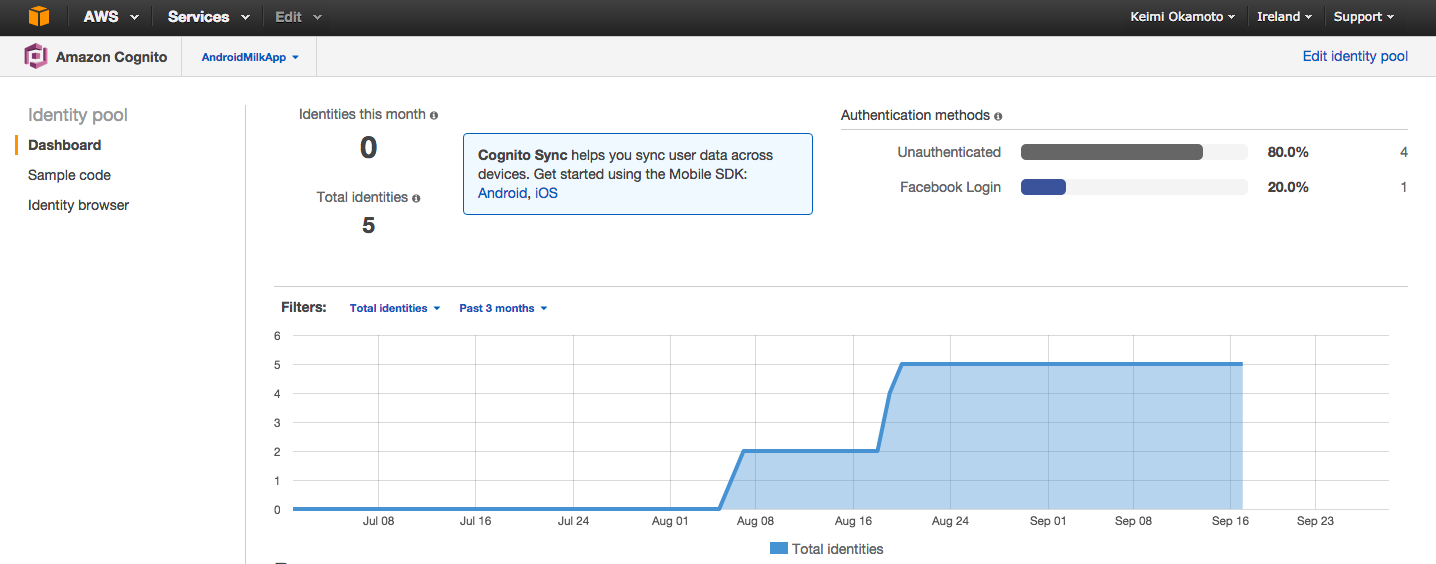 AWS Services Edit Keimi Okamoto Ireland Support
Amazon Cognito AndroidMilkApp Edit identity pool
Identity pool
Dashboard
Sample code
Identity browser
Identities this month
0
Total identities
5
Cognito Sync helps you sync user data across
devices. Get started using the Mobile SDK:
Android, iOS
Authentication methods
Unauthenticated 80.0% 4
Facebook Login 20.0% 1
Filters: Total identities Past 3 months
6
5
4
3
2
1
0
Jul 08 Jul 16 Jul 24 Aug 01 Aug 08 Aug 16 Aug 24 Sep 01 Sep 08 Sep 16 Sep 23
Total identities